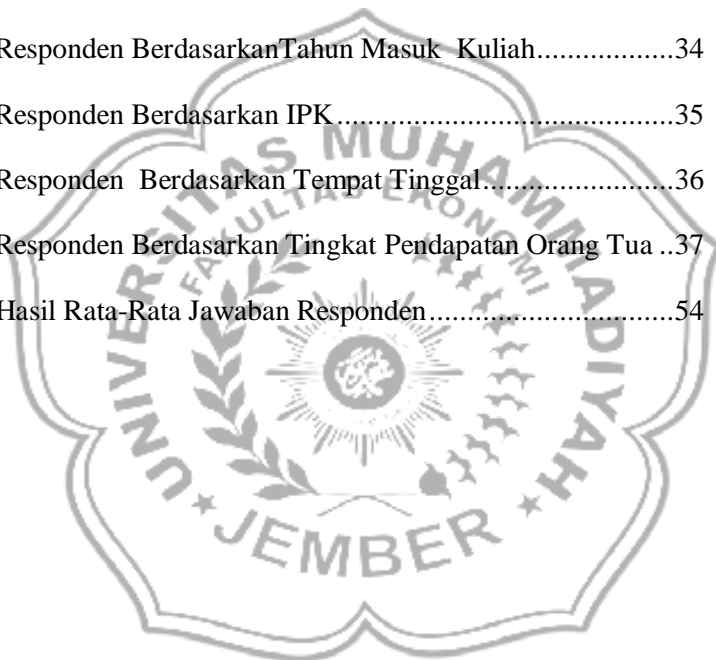 Responden BerdasarkanTahun Masuk  Kuliah.................34
Responden Berdasarkan IPK..........................................35
Responden  Berdasarkan Tempat Tinggal........................36
Responden Berdasarkan Tingkat Pendapatan Orang Tua ..37
Hasil Rata-Rata Jawaban Responden..............................54
UNIVERSITAS MUHAMMADIYAH
FAKULTAS EKONOMI
JEMBER